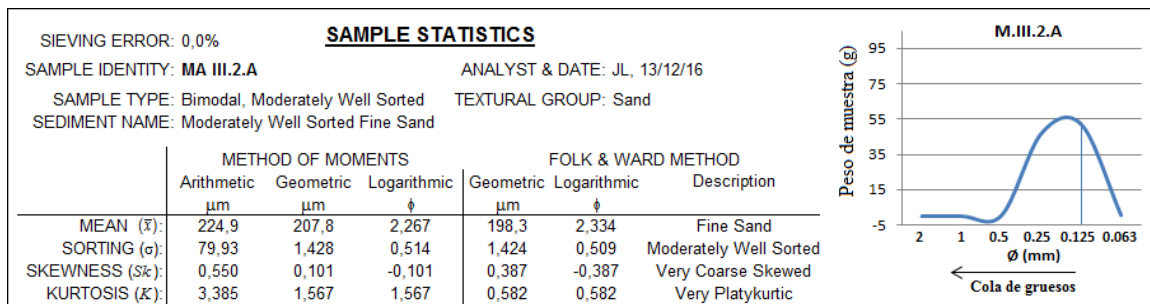 SAMPLE STATISTICS
SIEVING ERROR: 0,0%
SAMPLE IDENTITY: MA III.2.A ANALYST & DATE: JL, 13/12/16
SAMPLE TYPE: Bimodal, Moderately Well Sorted TEXTURAL GROUP: Sand
SEDIMENT NAME: Moderately Well Sorted Fine Sand
METHOD OF MOMENTS FOLK & WARD METHOD
Arithmetic Geometric Logarithmic Geometric Logarithmic Description
μm μm ϕ μm ϕ
MEAN (x̄): 224,9 207,8 2,267 198,3 2,334 Fine Sand
SORTING (σ): 79,93 1,428 0,514 1,424 0,509 Moderately Well Sorted
SKEWNESS (Sk): 0,550 0,101 -0,101 0,387 -0,387 Very Coarse Skewed
KURTOSIS (K): 3,385 1,567 1,567 0,582 0,582 Very Platykurtic
M.III.2.A
Peso de muestra (g)
95
75
55
35
15
-5
2 1 0.5 0.25 0.125 0.063
Ø (mm)
Cola de gruesos